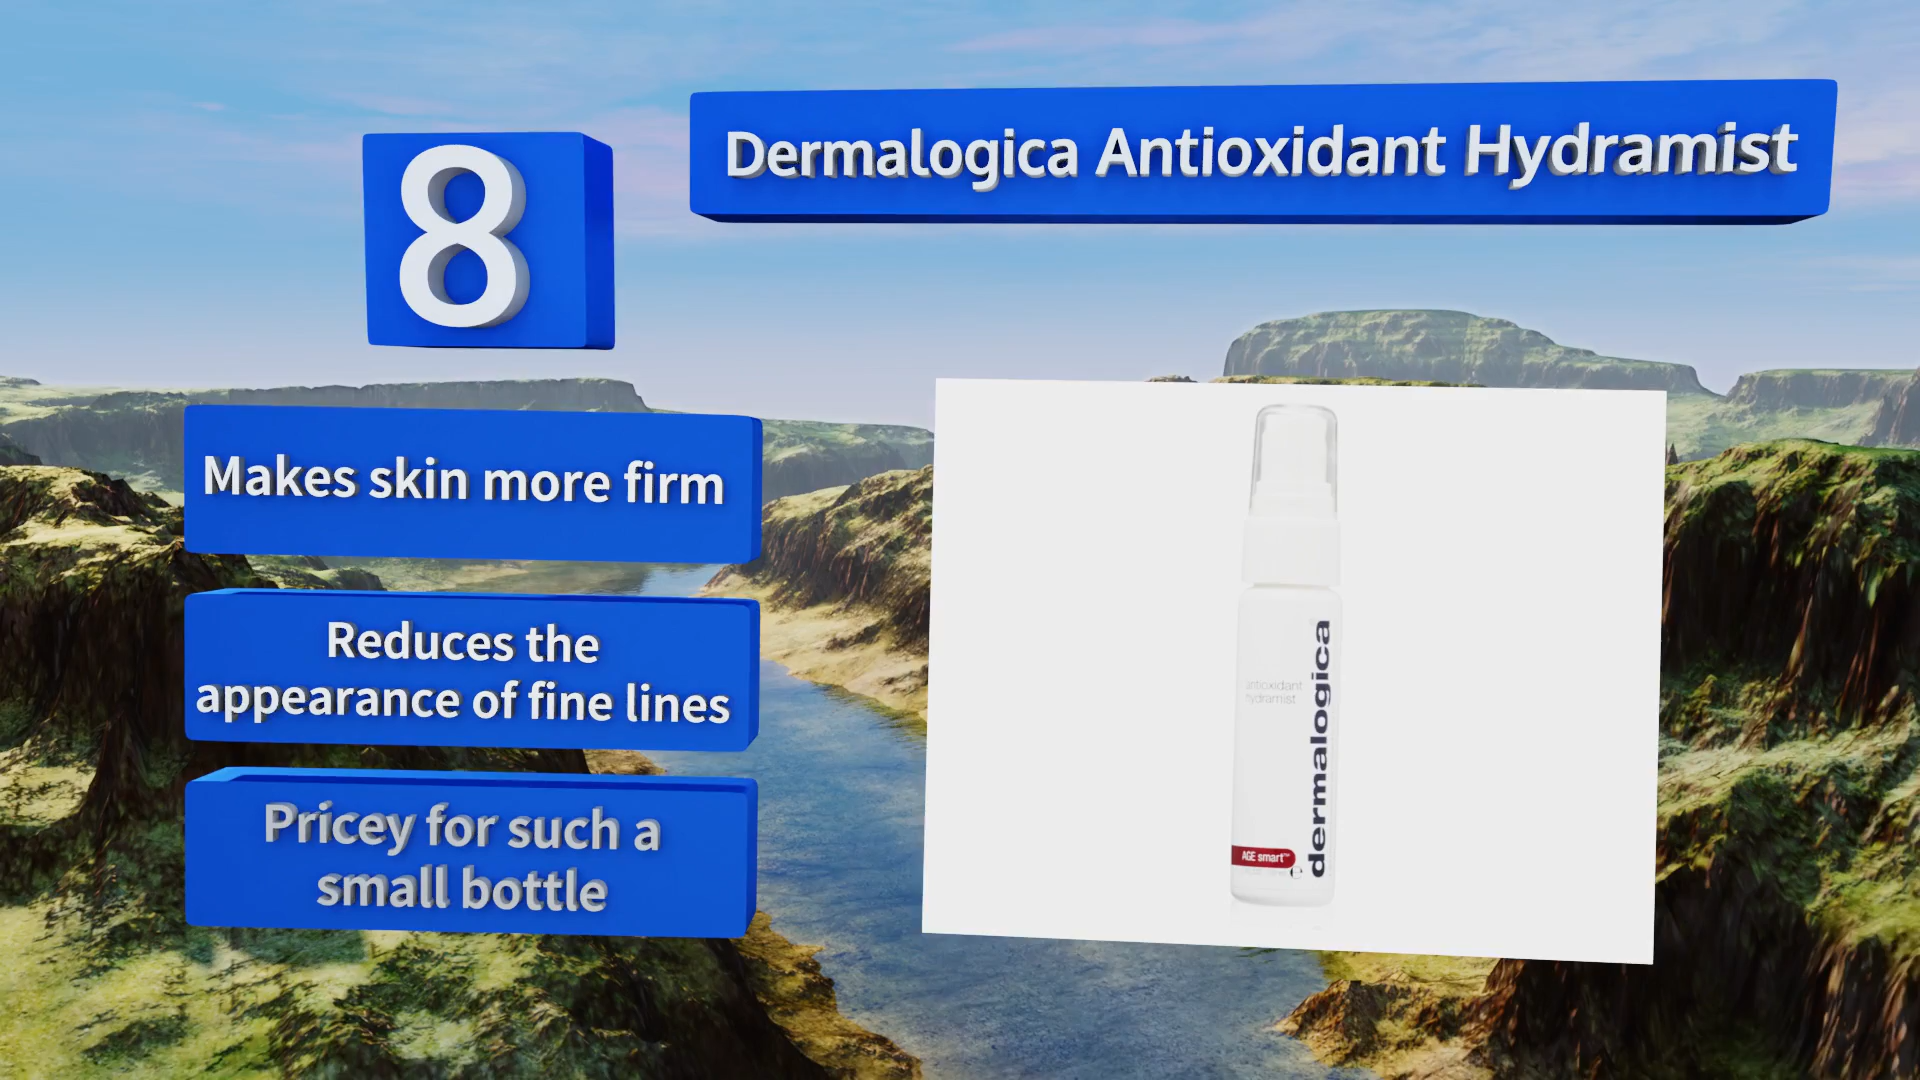 8
Dermalogica Antioxidant Hydramist
Makes skin more firm
Reduces the
appearance of fine lines
Pricey for such a
small bottle
antioxidant
hydramist
dermalogica
AGE smart™